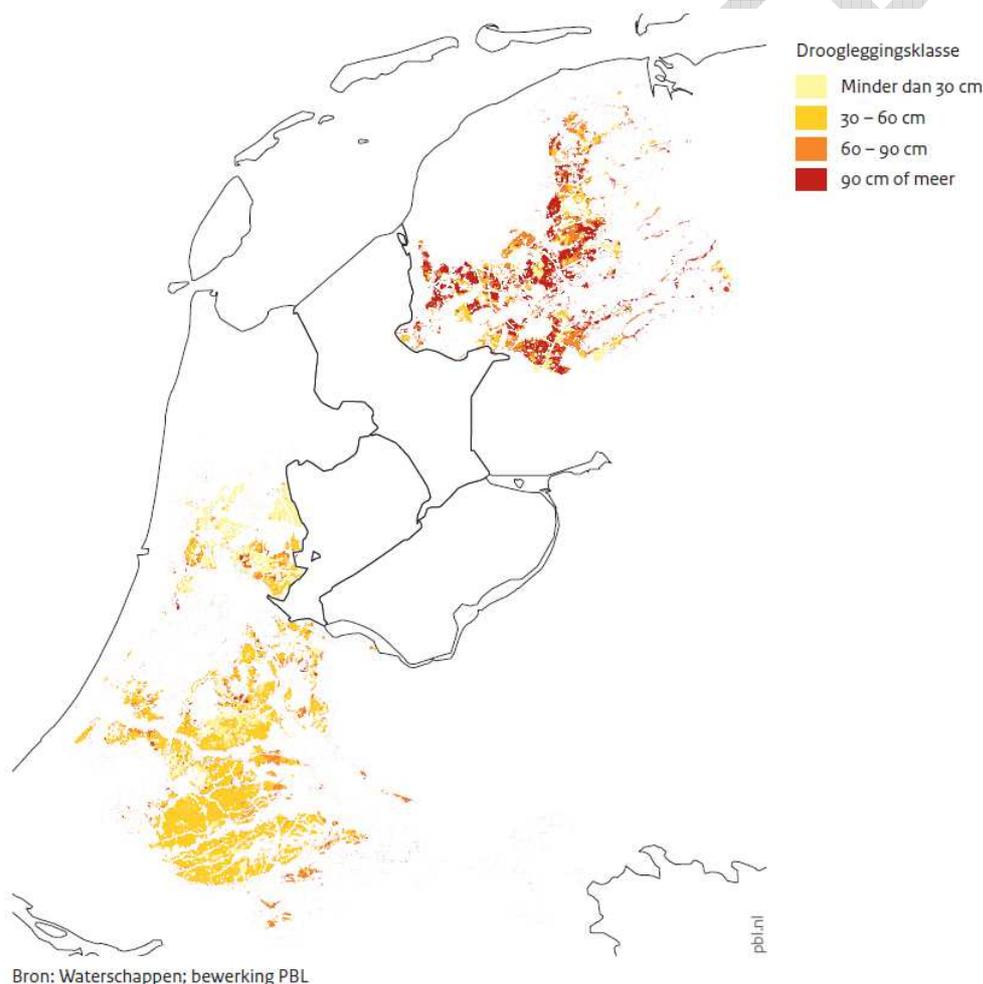 Droogleggingsklasse
Minder dan 30 cm
30 – 60 cm
60 – 90 cm
90 cm of meer
pbl.nl
Bron: Waterschappen; bewerking PBL